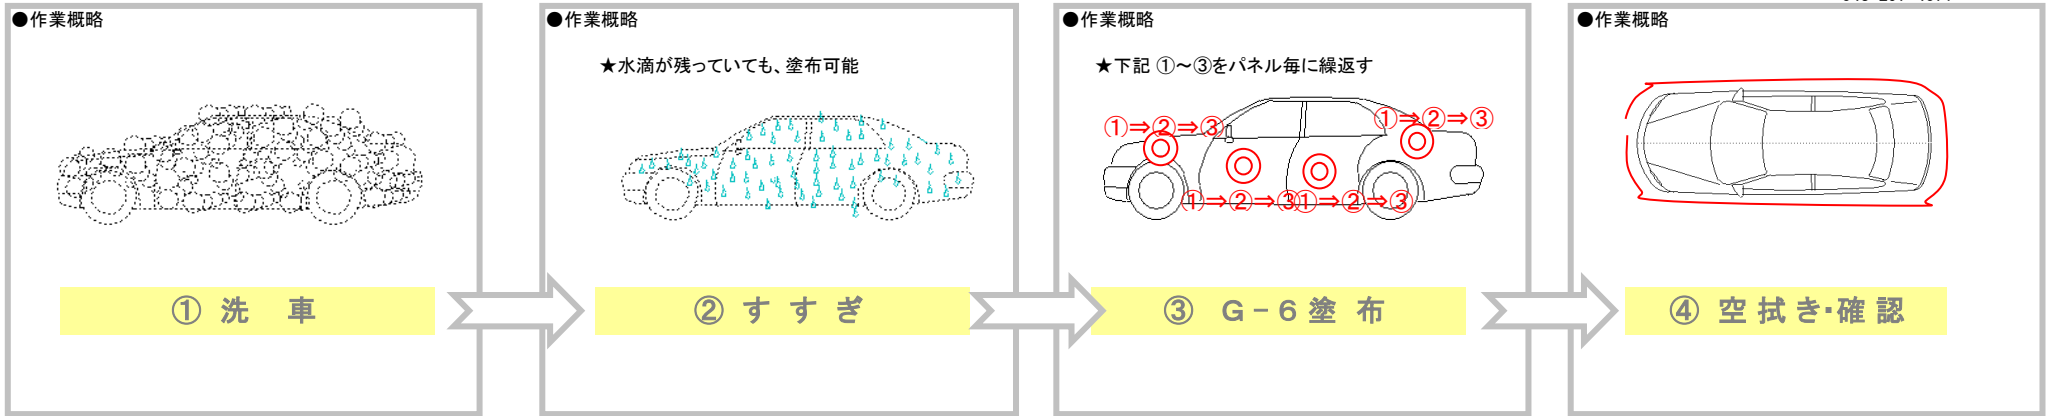 ●作業概略
① 洗　車
●作業概略
★水滴が残っていても、塗布可能
② す す ぎ
●作業概略
★下記 ①～③をパネル毎に繰返す
①⇒②⇒③
①⇒②⇒③
①⇒②⇒③
①⇒②⇒③
③　G－6 塗 布
●作業概略
④ 空 拭 き・確 認